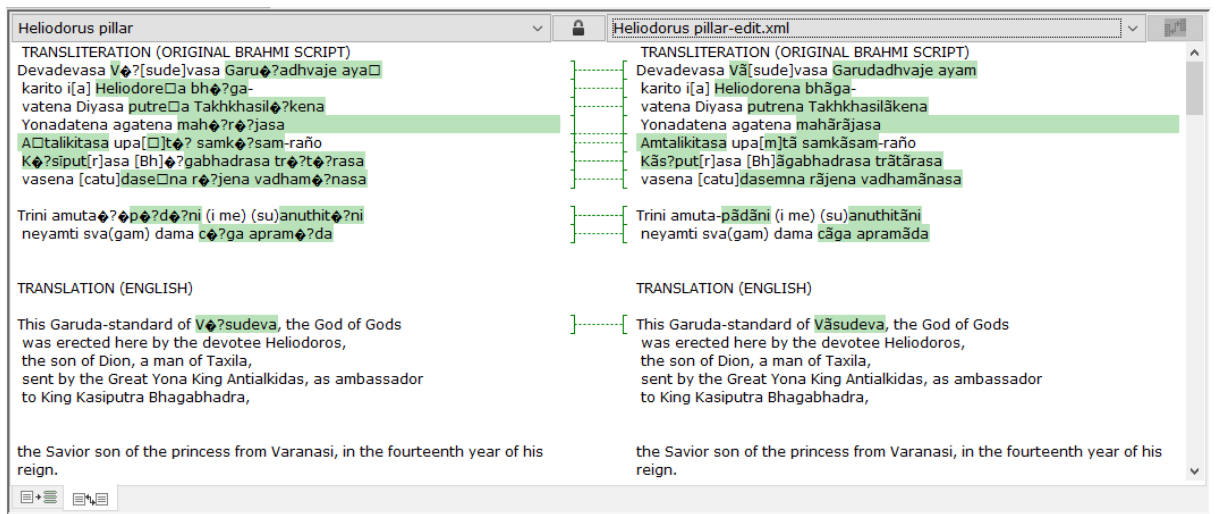 Heliodorus pillar
Heliodorus pillar-edit.xml
TRANSLITERATION (ORIGINAL BRAHMI SCRIPT)
Devadevasa V�?[sude]vasa Garu�?adhvaje aya□
karito i[a] Heliodore□a bh�?ga-
vatena Diyasa putre□a Takhkhasil�?kena
Yonadatena agatena mah�?r�?jasa
A□talikitasa upa[□]t�? samk�?sam-raño
K�?sīput[r]asa [Bh]�?gabhadrasa tr�?t�?rasa
vasena [catu]dase□na r�?jena vadham�?nasa
Trini amuta�?�p�?d�?ni (i me) (su)anuthit�?ni
neyamti sva(gam) dama c�?ga apram�?da
TRANSLATION (ENGLISH)
This Garuda-standard of V�?sudeva, the God of Gods
was erected here by the devotee Heliodoros,
the son of Dion, a man of Taxila,
sent by the Great Yona King Antialkidas, as ambassador
to King Kasiputra Bhagabhadra,
the Savior son of the princess from Varanasi, in the fourteenth year of his
reign.
TRANSLITERATION (ORIGINAL BRAHMI SCRIPT)
Devadevasa Vã[sude]vasa Garudadhvaje ayam
karito i[a] Heliodorena bhãga-
vatena Diyasa putrena Takhkhasilãkena
Yonadatena agatena mahãrãjasa
Amtalikitasa upa[m]tã samkãsam-raño
Kãs?put[r]asa [Bh]ãgabhadrasa trãtãrasa
vasena [catu]dasemna rãjena vadhamãnasa
Trini amuta-pãdãni (i me) (su)anuthitãni
neyamti sva(gam) dama cãga apramãda
TRANSLATION (ENGLISH)
This Garuda-standard of Vãsudeva, the God of Gods
was erected here by the devotee Heliodoros,
the son of Dion, a man of Taxila,
sent by the Great Yona King Antialkidas, as ambassador
to King Kasiputra Bhagabhadra,
the Savior son of the princess from Varanasi, in the fourteenth year of his
reign.